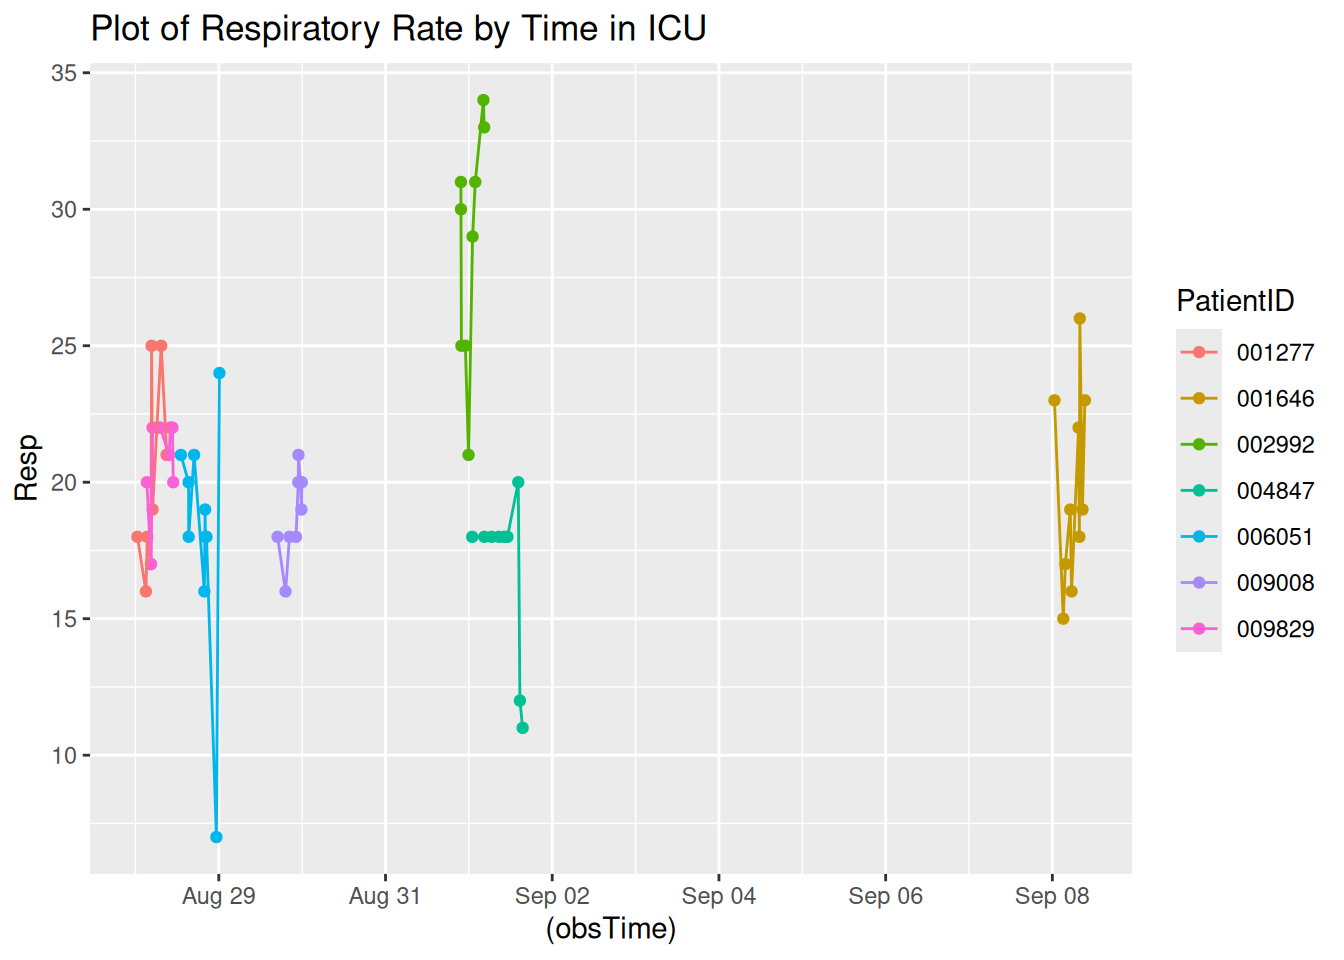 Plot of Respiratory Rate by Time in ICU
35
30
25
20
15
10
Resp
Aug 29
Aug 31
Sep 02
Sep 04
Sep 06
Sep 08
(obsTime)
PatientID
001277
001646
002992
004847
006051
009008
009829